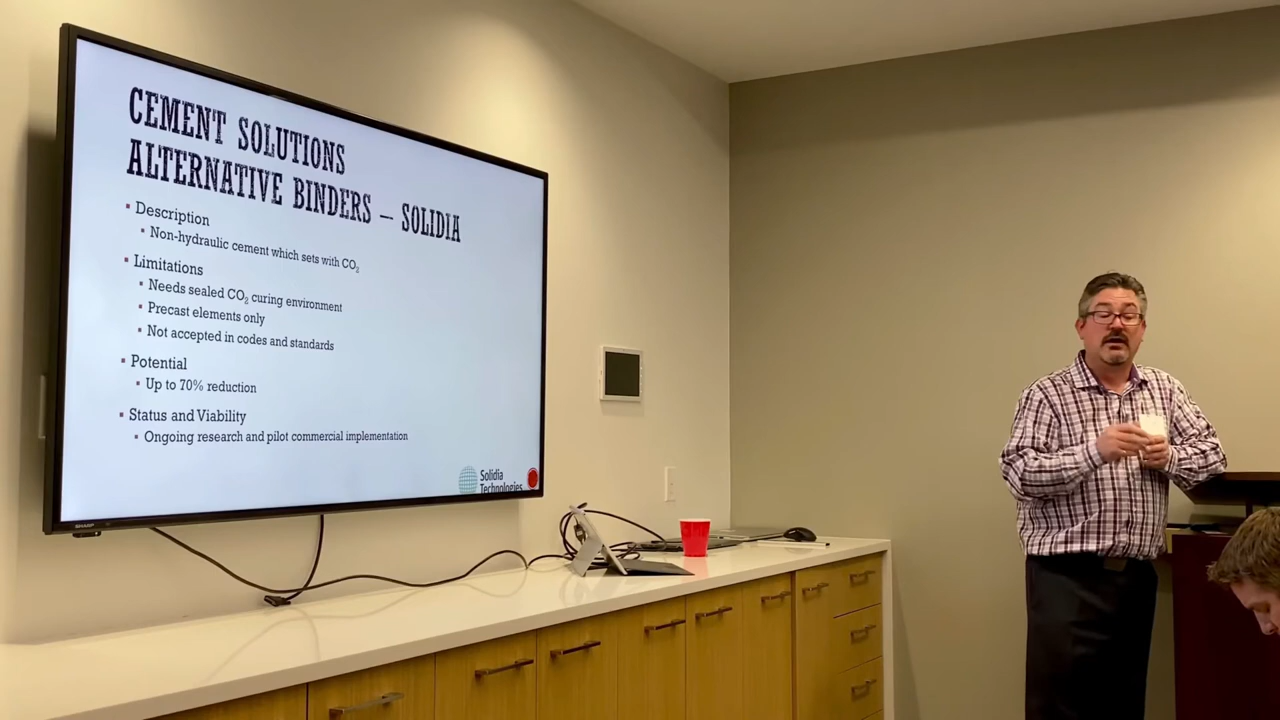 CEMENT SOLUTIONS
ALTERNATIVE BINDERS – SOLIDIA
▪ Description
▪ Non-hydraulic cement which sets with CO₂
▪ Limitations
▪ Needs sealed CO₂ curing environment
▪ Precast elements only
▪ Not accepted in codes and standards
▪ Potential
▪ Up to 70% reduction
▪ Status and Viability
▪ Ongoing research and pilot commercial implementation
Solidia
Technologies
SHARP